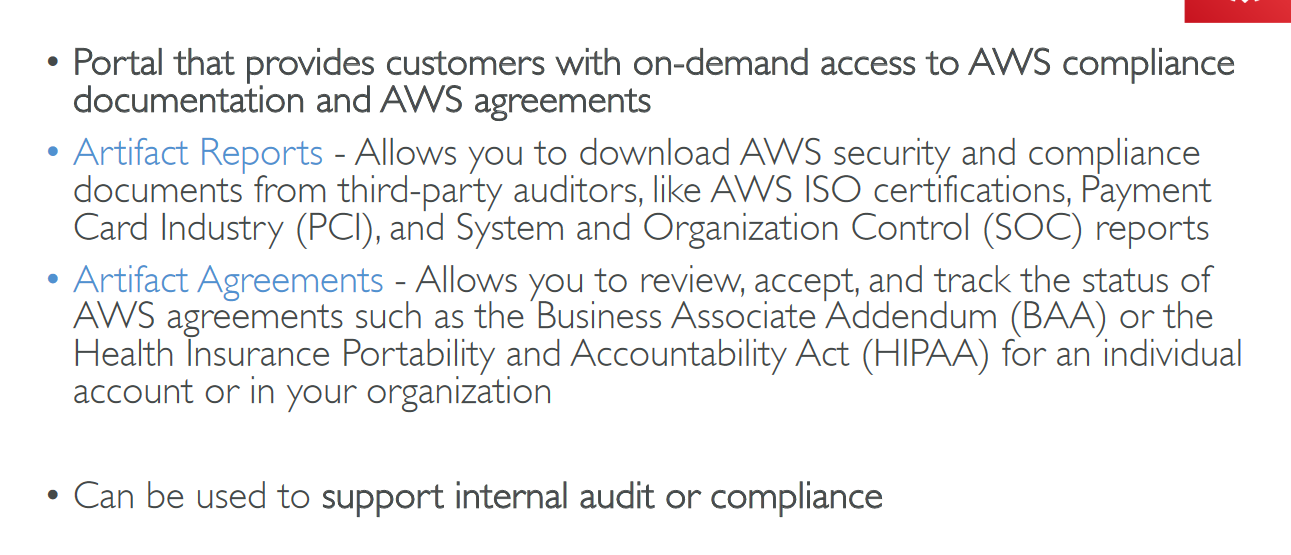 • Portal that provides customers with on-demand access to AWS compliance
documentation and AWS agreements
• Artifact Reports - Allows you to download AWS security and compliance
documents from third-party auditors, like AWS ISO certifications, Payment
Card Industry (PCI), and System and Organization Control (SOC) reports
• Artifact Agreements - Allows you to review, accept, and track the status of
AWS agreements such as the Business Associate Addendum (BAA) or the
Health Insurance Portability and Accountability Act (HIPAA) for an individual
account or in your organization
• Can be used to support internal audit or compliance